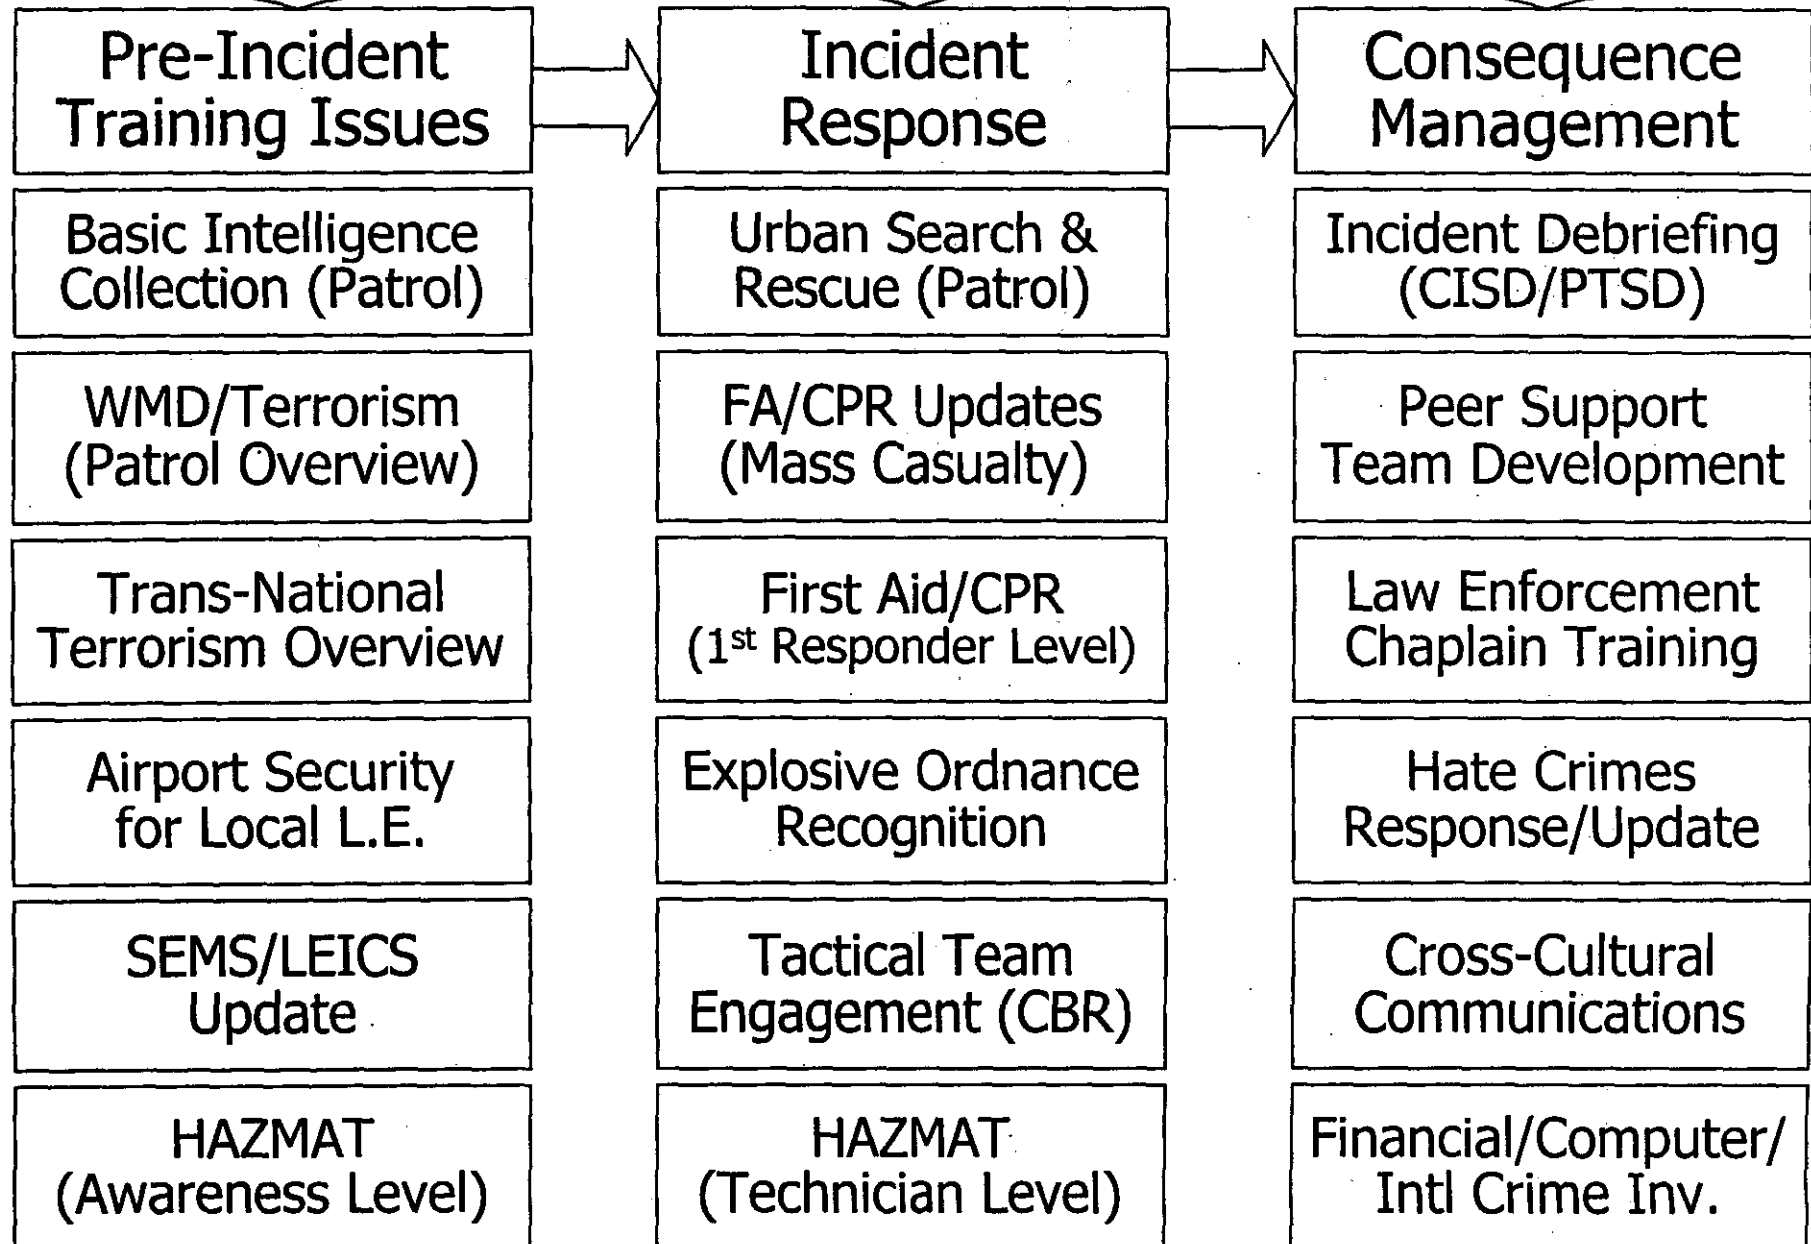 Pre-Incident
Training Issues
Incident
Response
Consequence
Management
Basic Intelligence
Collection (Patrol)
Urban Search &
Rescue (Patrol)
Incident Debriefing
(CISD/PTSD)
WMD/Terrorism
(Patrol Overview)
FA/CPR Updates
(Mass Casualty)
Peer Support
Team Development
Trans-National
Terrorism Overview
First Aid/CPR
(1st Responder Level)
Law Enforcement
Chaplain Training
Airport Security
for Local L.E.
Explosive Ordnance
Recognition
Hate Crimes
Response/Update
SEMS/LEICS
Update
Tactical Team
Engagement (CBR)
Cross-Cultural
Communications
HAZMAT
(Awareness Level)
HAZMAT
(Technician Level)
Financial/Computer/
Intl Crime Inv.